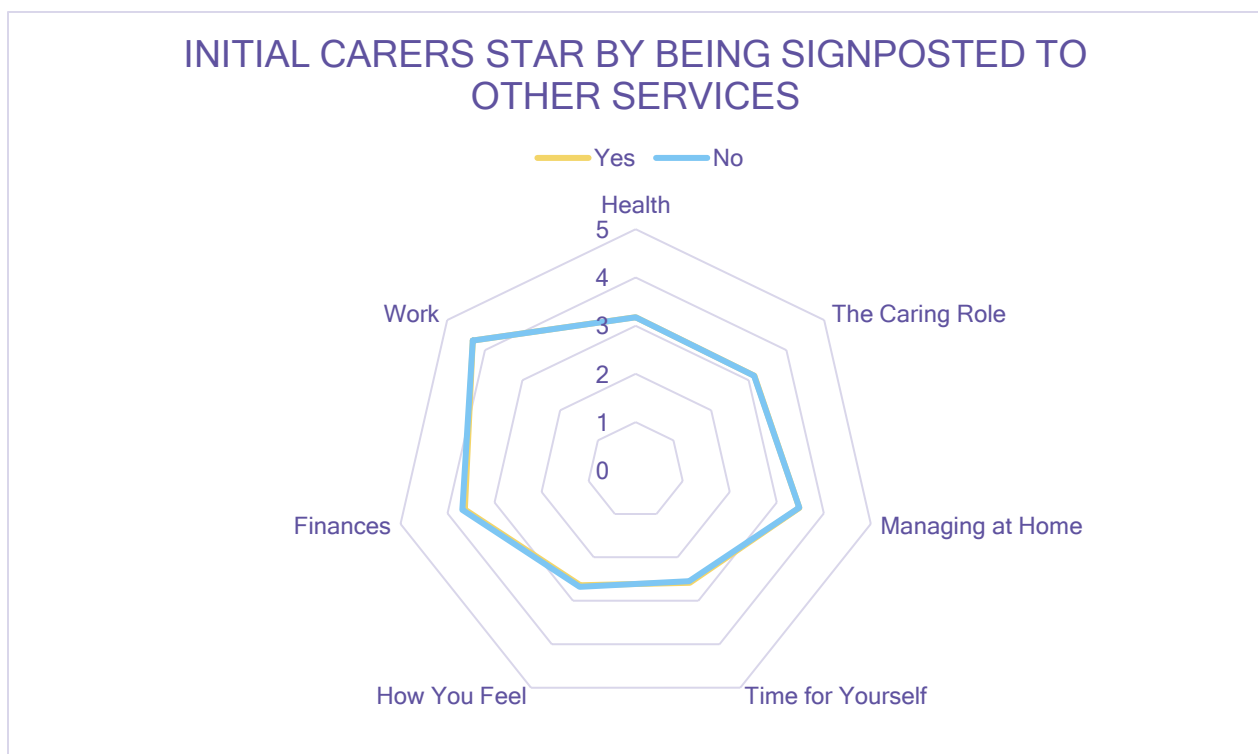 INITIAL CARERS STAR BY BEING SIGNPOSTED TO
OTHER SERVICES
Yes No
Health
5
4
3
2
1
0
The Caring Role
Managing at Home
Time for Yourself
How You Feel
Finances
Work